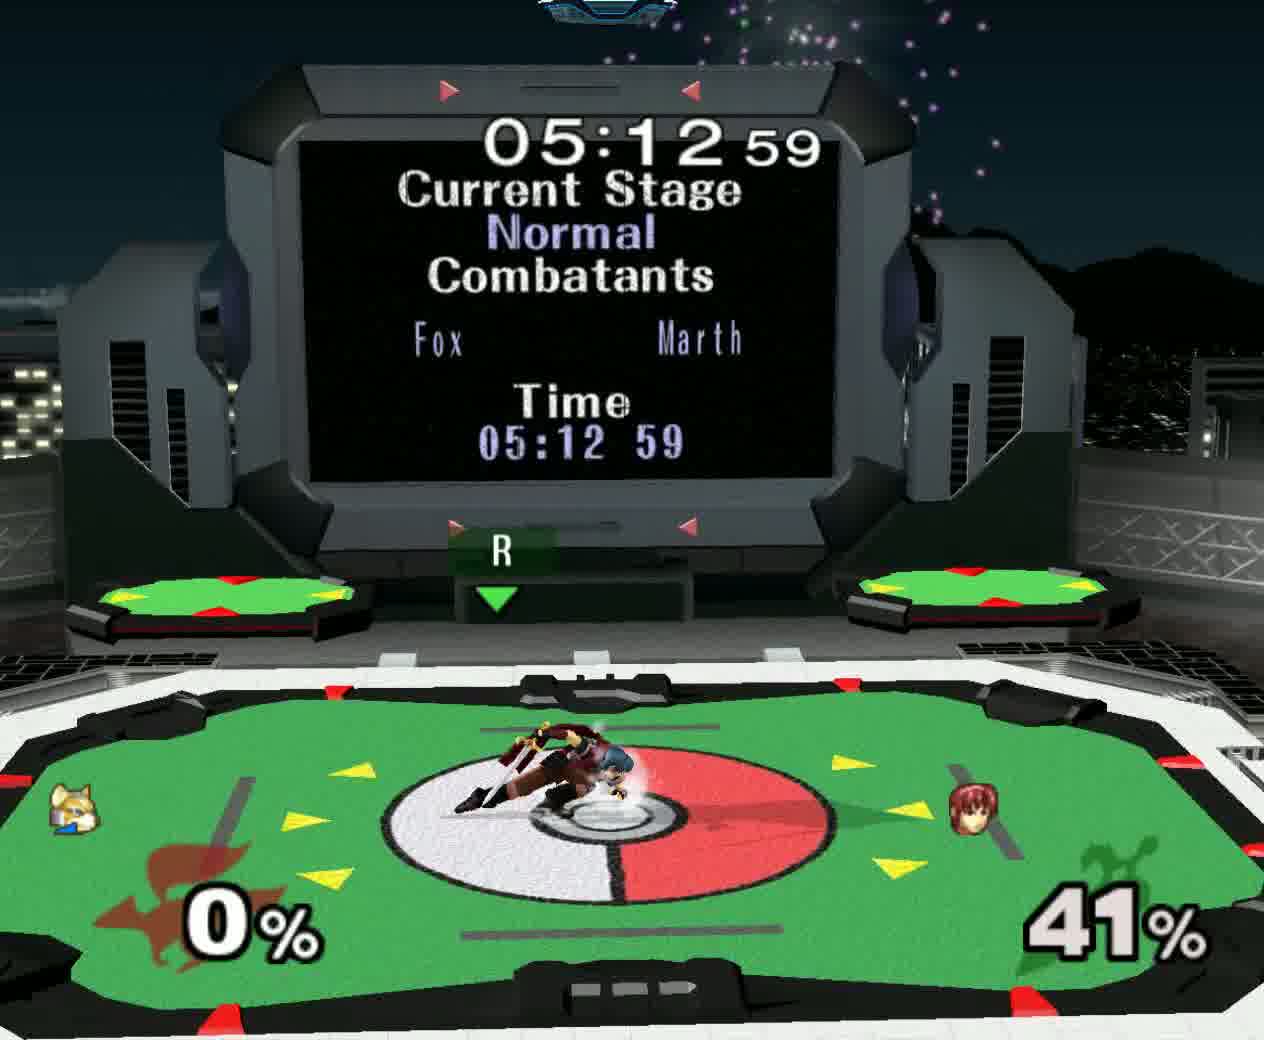 05:12 59
Current Stage
Normal
Combatants
Fox Marth
Time
05:12 59
R
0%
41%